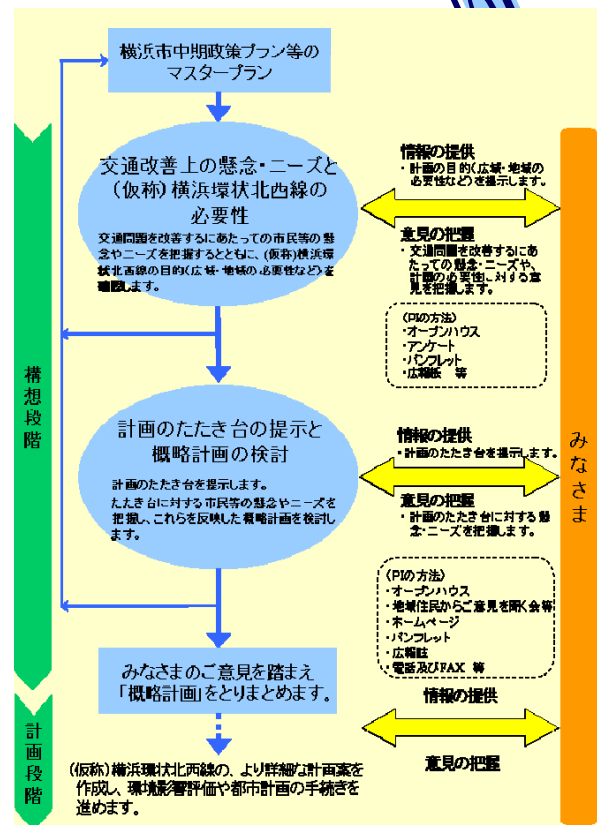 横浜市中期政策プラン等の
マスタープラン
交通改善上の懸念・ニーズと
(仮称)横浜環状北西線の
必要性
交通問題を改善するにあたっての市民等の懸
念やニーズを把握するとともに、(仮称)横浜環
状北西線の目的(広域・地域の必要性など)を
確認します。
情報の提供
・計画の目的(広域・地域の
必要性など)を提示します。
意見の把握
・交通問題を改善するにあ
たっての懸念・ニーズや、
計画の必要性に対する意
見を把握します。
(PIの方法)
・オープンハウス
・アンケート
・パンフレット
・広報紙 等
構想段階
計画のたたき台の提示と
概略計画の検討
計画のたたき台を提示します。
たたき台に対する市民等の懸念やニーズを
把握し、これらを反映した概略計画を検討し
ます。
情報の提供
・計画のたたき台を提示します。
意見の把握
・計画のたたき台に対する懸
念・ニーズを把握します。
(PIの方法)
・オープンハウス
・地域住民からご意見を聞く会等
・ホームページ
・パンフレット
・広報誌
・電話及びFAX 等
みなさま
みなさまのご意見を踏まえ
「概略計画」をとりまとめます。
情報の提供
意見の把握
計画段階
(仮称)横浜環状北西線の、より詳細な計画案を
作成し、環境影響評価や都市計画の手続きを
進めます。